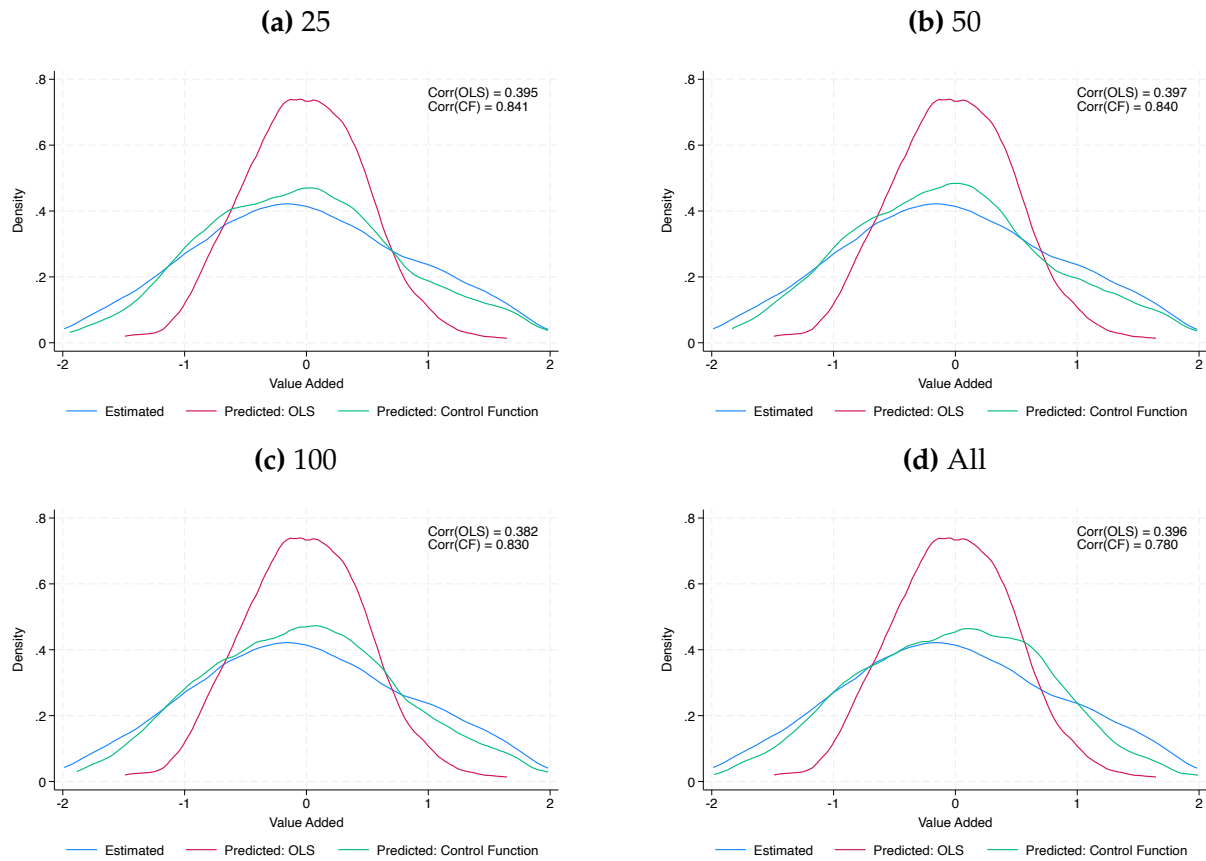 (a) 25
Corr(OLS) = 0.395
Corr(CF) = 0.841
.8
.6
.4
.2
0
Density
-2 -1 0 1 2
Value Added
Estimated Predicted: OLS Predicted: Control Function
(b) 50
Corr(OLS) = 0.397
Corr(CF) = 0.840
.8
.6
.4
.2
0
Density
-2 -1 0 1 2
Value Added
Estimated Predicted: OLS Predicted: Control Function
(c) 100
Corr(OLS) = 0.382
Corr(CF) = 0.830
.8
.6
.4
.2
0
Density
-2 -1 0 1 2
Value Added
Estimated Predicted: OLS Predicted: Control Function
(d) All
Corr(OLS) = 0.396
Corr(CF) = 0.780
.8
.6
.4
.2
0
Density
-2 -1 0 1 2
Value Added
Estimated Predicted: OLS Predicted: Control Function